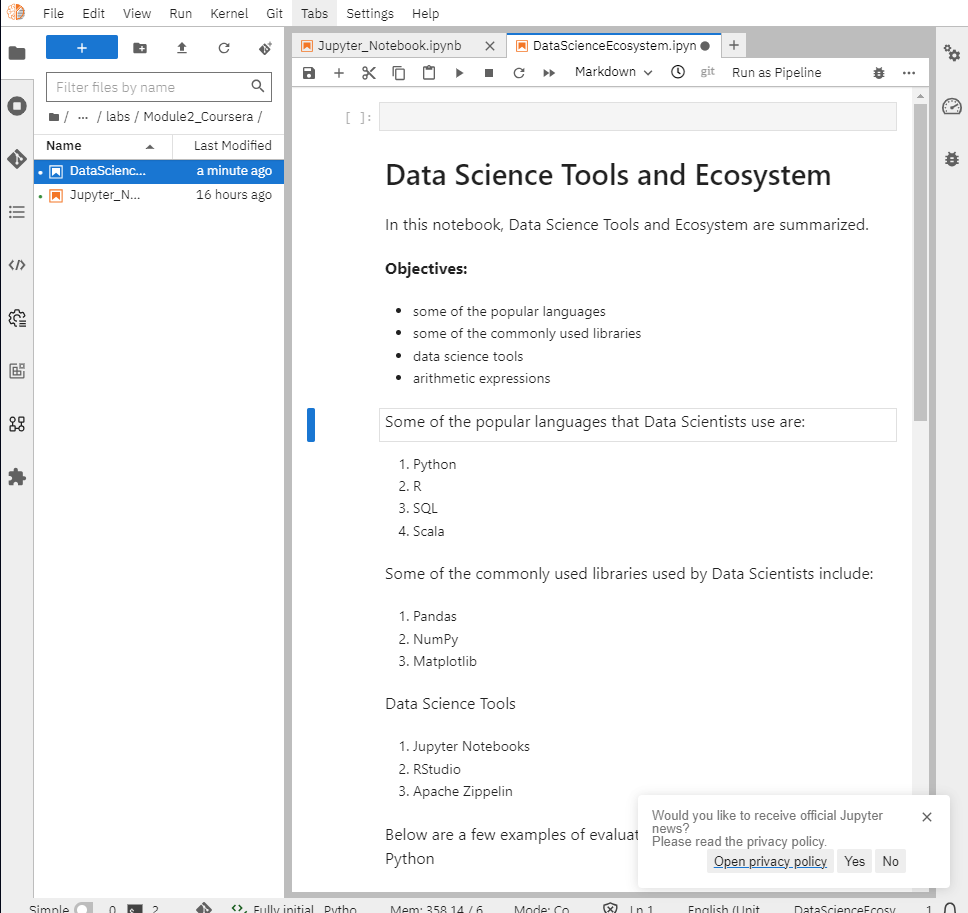 File Edit View Run Kernel Git Tabs Settings Help
Jupyter_Notebook.ipynb
DataScienceEcosystem.ipyn
Markdown
git
Run as Pipeline
Filter files by name
/ ... / labs / Module2_Coursera /
Name Last Modified
DataScienc... a minute ago
Jupyter_N... 16 hours ago
[ ]:
Data Science Tools and Ecosystem
In this notebook, Data Science Tools and Ecosystem are summarized.
Objectives:
some of the popular languages
some of the commonly used libraries
data science tools
arithmetic expressions
Some of the popular languages that Data Scientists use are:
1. Python
2. R
3. SQL
4. Scala
Some of the commonly used libraries used by Data Scientists include:
1. Pandas
2. NumPy
3. Matplotlib
Data Science Tools
1. Jupyter Notebooks
2. RStudio
3. Apache Zippelin
Below are a few examples of evaluat
Python
Would you like to receive official Jupyter
news?
Please read the privacy policy.
Open privacy policy Yes No
Simple 0 2 Fully initial Pytho Mem: 358.14 / 6 Mode: Co Ln 1 English (Unit DataScienceEcosy 1